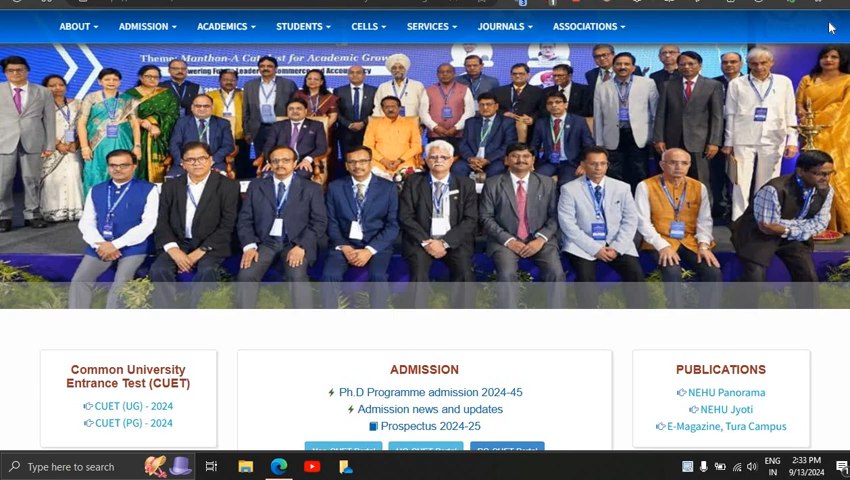 ABOUT ADMISSION ACADEMICS STUDENTS CELLS SERVICES JOURNALS ASSOCIATIONS
Theme: Manthan-A Catalyst for Academic Growth
Common University
Entrance Test (CUET)
CUET (UG) - 2024
CUET (PG) - 2024
ADMISSION
Ph.D Programme admission 2024-45
Admission news and updates
Prospectus 2024-25
PUBLICATIONS
NEHU Panorama
NEHU Jyoti
E-Magazine, Tura Campus
Type here to search
ENG
IN
2:33 PM
9/13/2024